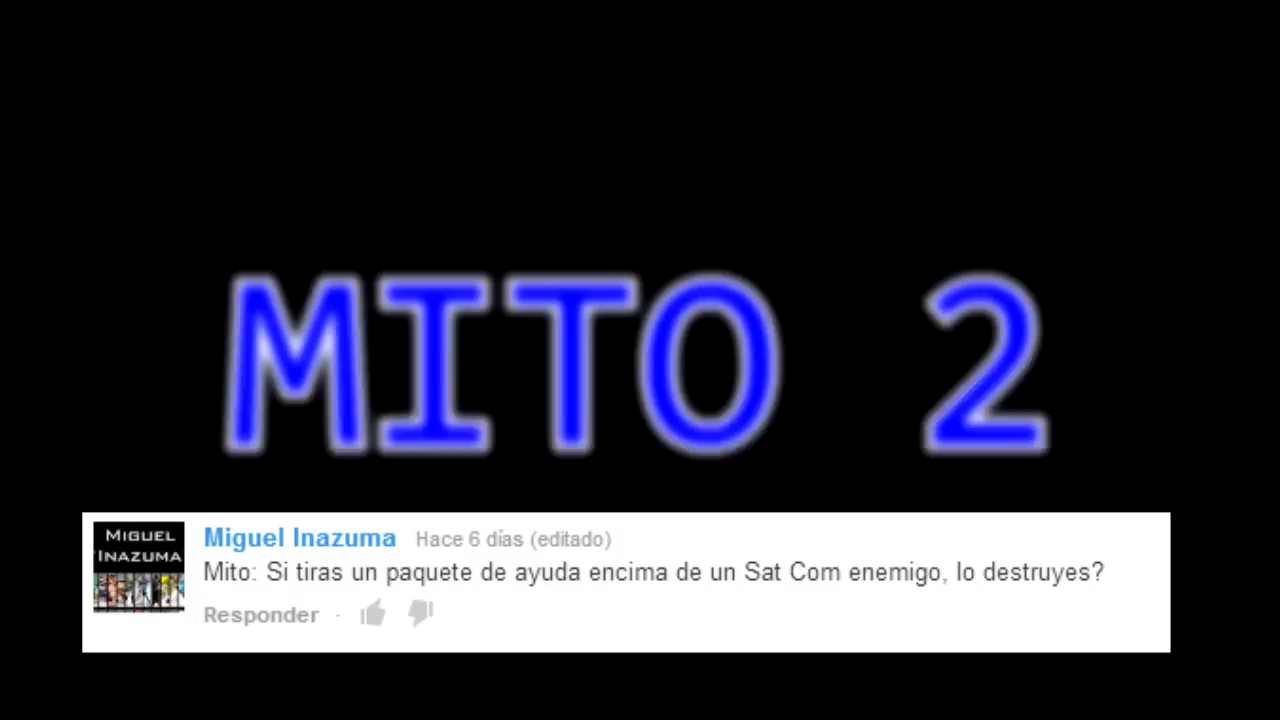 MITO 2
MIGUEL
INAZUMA
Miguel Inazuma Hace 6 días (editado)
Mito: Si tiras un paquete de ayuda encima de un Sat Com enemigo, lo destruyes?
Responder ·